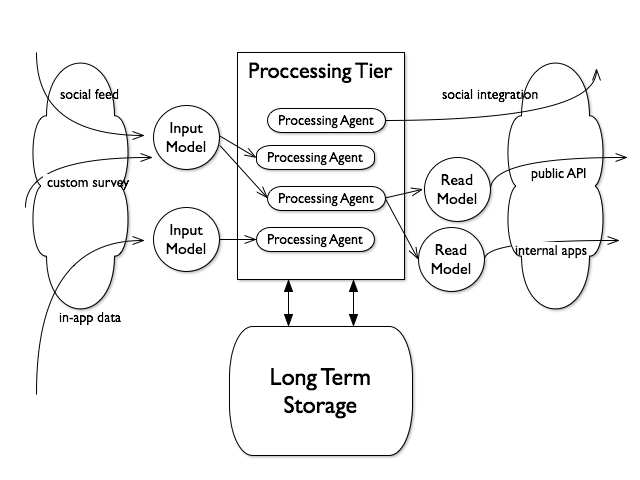 Proccessing Tier
social feed
social integration
Input
Model
Processing Agent
Processing Agent
custom survey
Processing Agent
Read
Model
public API
Input
Model
Processing Agent
Read
Model
internal apps
in-app data
Long Term
Storage